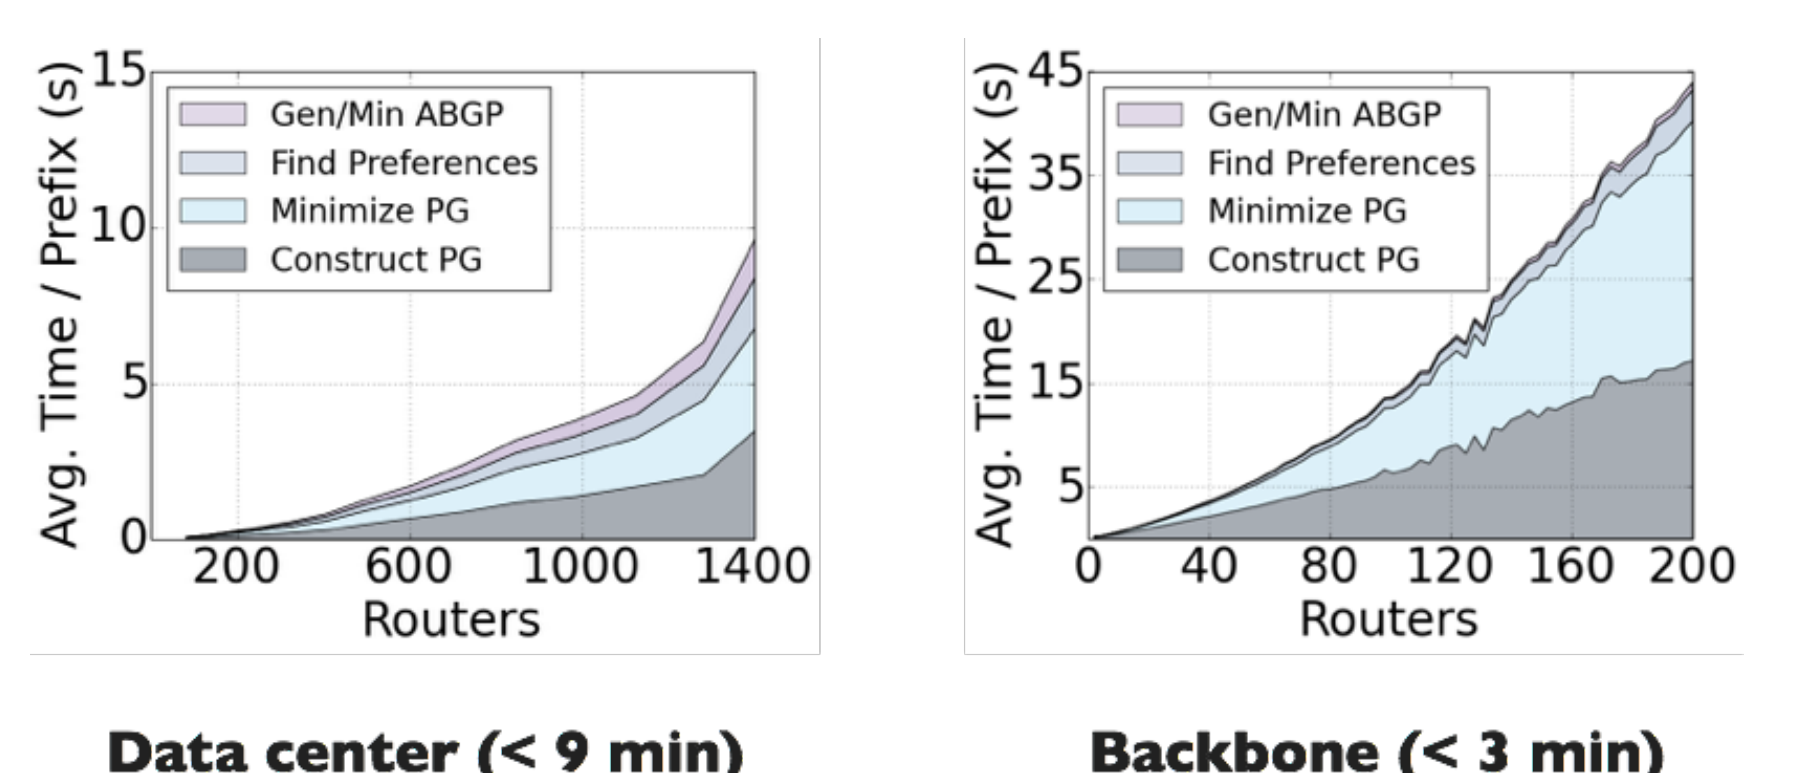 Avg. Time / Prefix (s)
15
10
5
0
Gen/Min ABGP
Find Preferences
Minimize PG
Construct PG
200 600 1000 1400
Routers
Data center (< 9 min)
Avg. Time / Prefix (s)
45
35
25
15
5
Gen/Min ABGP
Find Preferences
Minimize PG
Construct PG
0 40 80 120 160 200
Routers
Backbone (< 3 min)